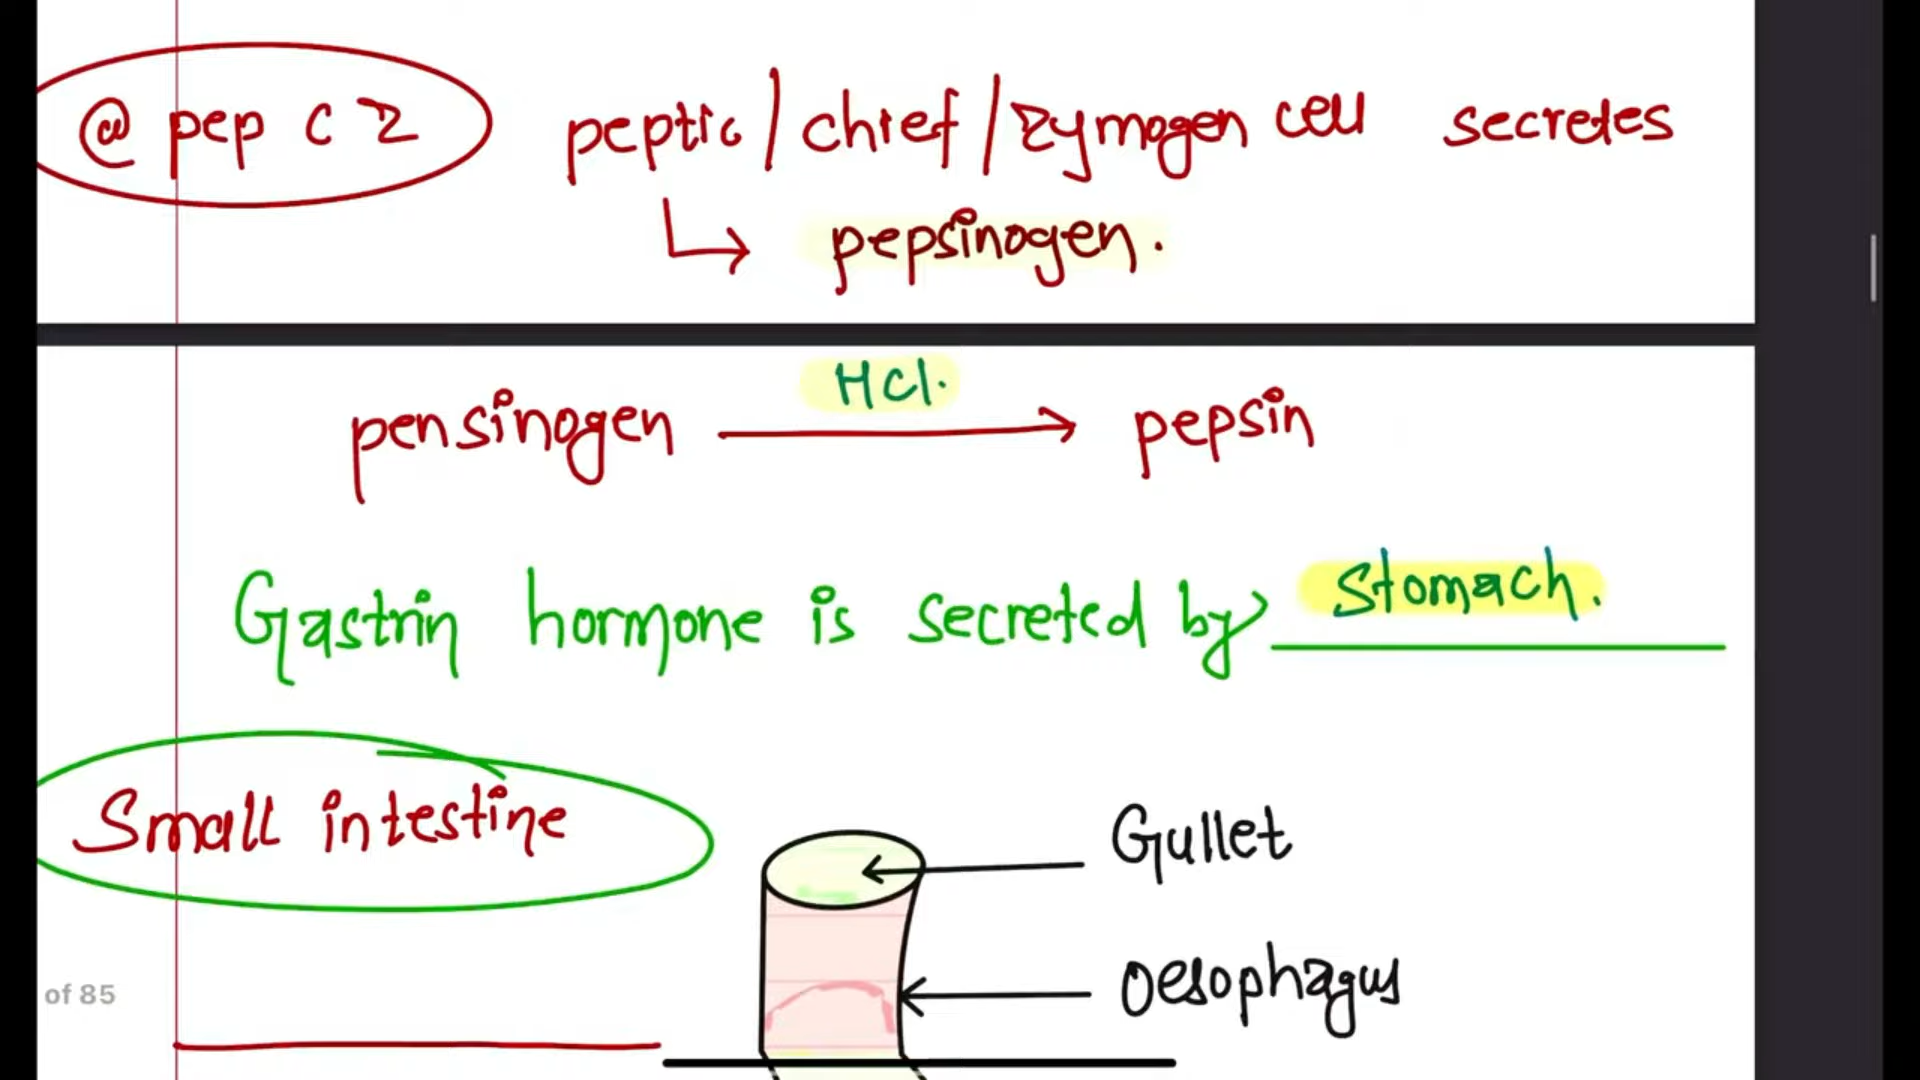 @ pep c z
peptic / chief / zymogen cell secretes
pepsinogen.
HCl.
pensinogen → pepsin
Gastrin hormone is secreted by Stomach.
Small intestine
Gullet
Oesophagus
of 85